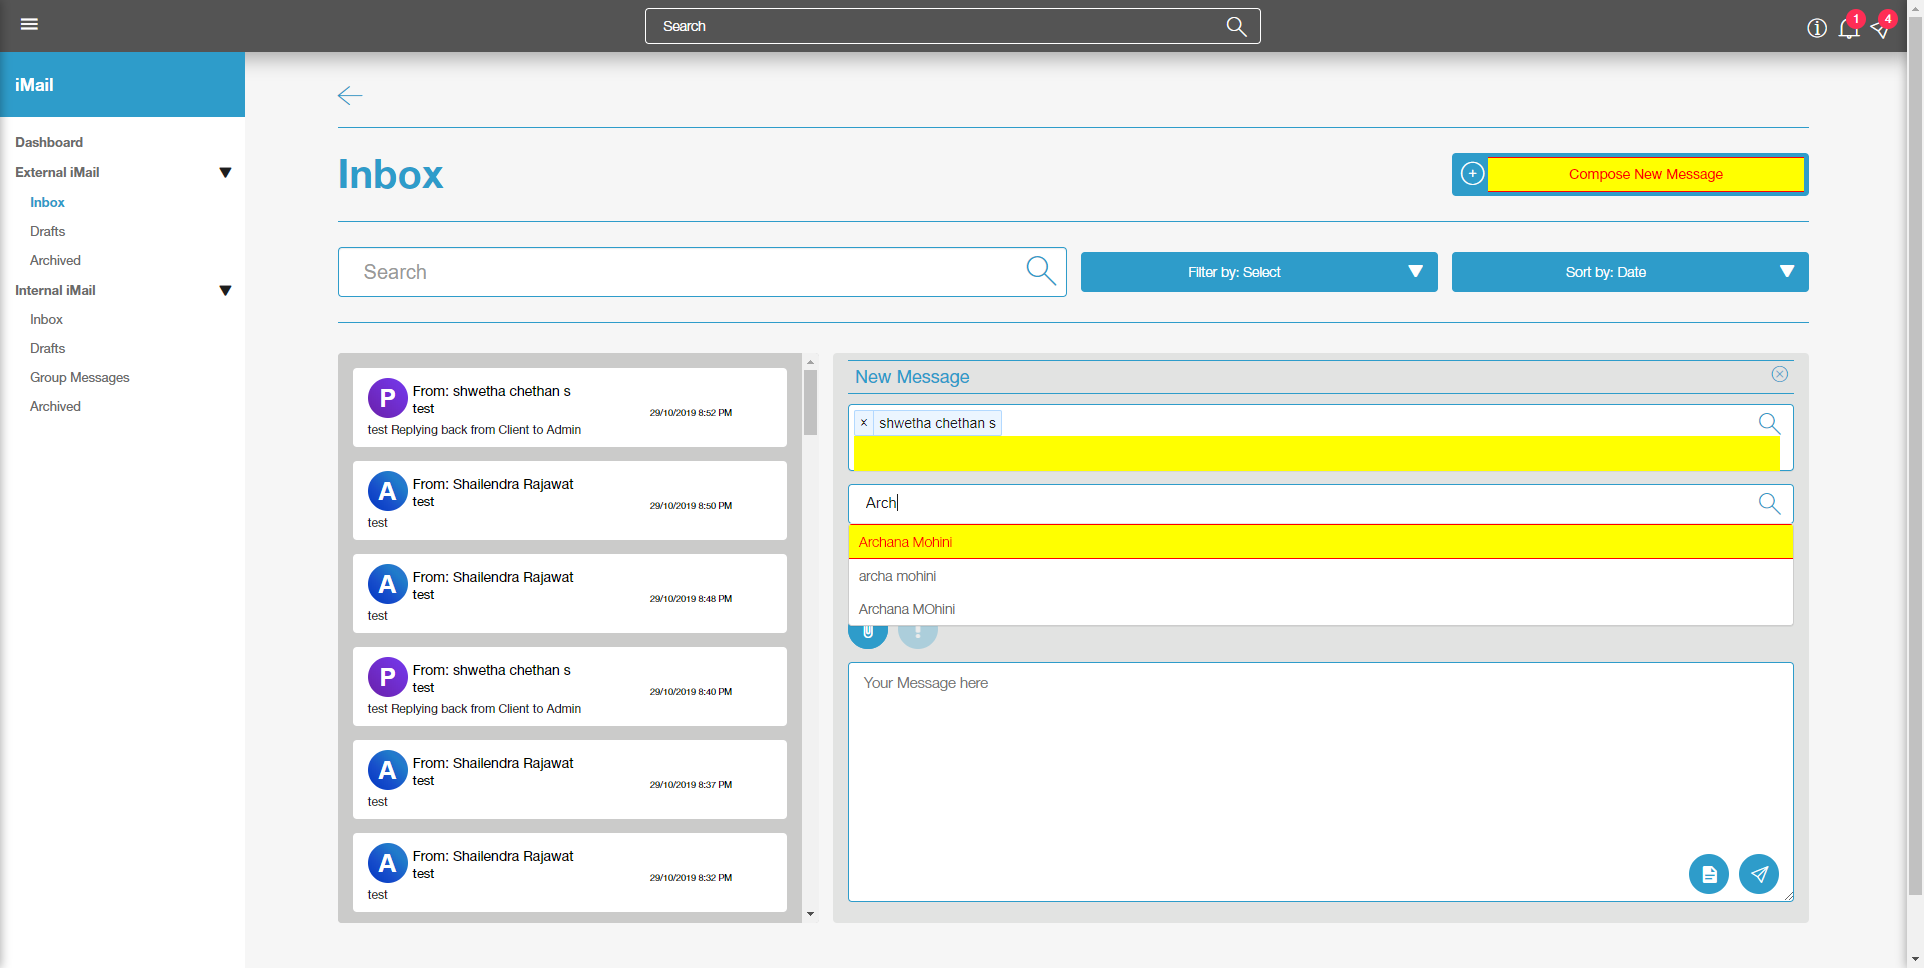 Search
1
4
iMail
Dashboard
External iMail
Inbox
Drafts
Archived
Internal iMail
Inbox
Drafts
Group Messages
Archived
Inbox
Compose New Message
Search
Filter by: Select
Sort by: Date
P
From: shwetha chethan s
test
29/10/2019 8:52 PM
test Replying back from Client to Admin
A
From: Shailendra Rajawat
test
29/10/2019 8:50 PM
test
A
From: Shailendra Rajawat
test
29/10/2019 8:48 PM
test
P
From: shwetha chethan s
test
29/10/2019 8:40 PM
test Replying back from Client to Admin
A
From: Shailendra Rajawat
test
29/10/2019 8:37 PM
test
A
From: Shailendra Rajawat
test
29/10/2019 8:32 PM
test
New Message
× shwetha chethan s
Arch
Archana Mohini
archa mohini
Archana MOhini
Your Message here